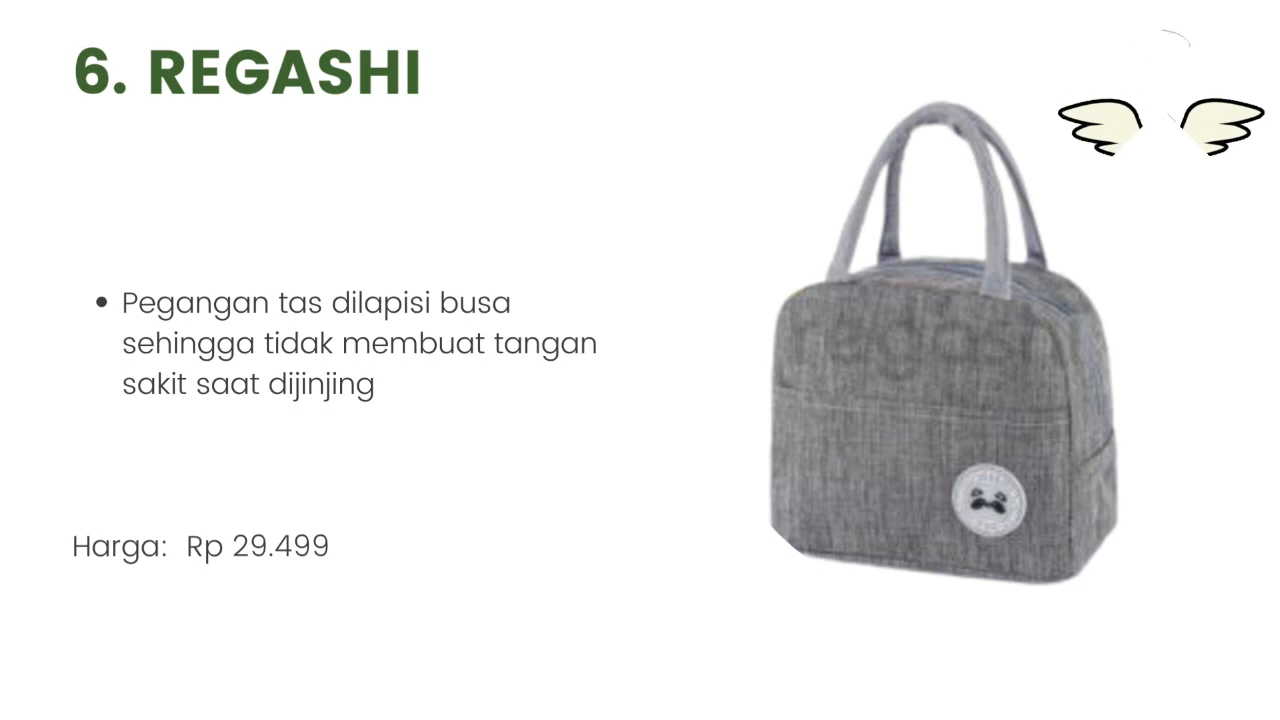 6. REGASHI
• Pegangan tas dilapisi busa
sehingga tidak membuat tangan
sakit saat dijinjing
Harga: Rp 29.499